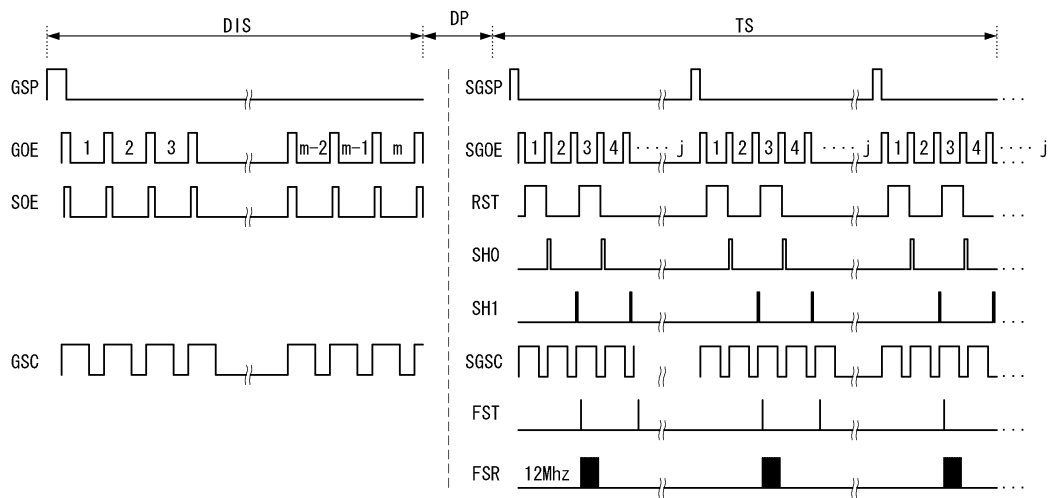 DIS DP TS
GSP SGSP ...
GOE 1 2 3 m-2 m-1 m SGOE 1 2 3 4 .... j 1 2 3 4 .... j 1 2 3 4 .... j
SOE RST ...
SHO ...
SH1 ...
GSC SGSC ...
FST ...
FSR 12Mhz ...